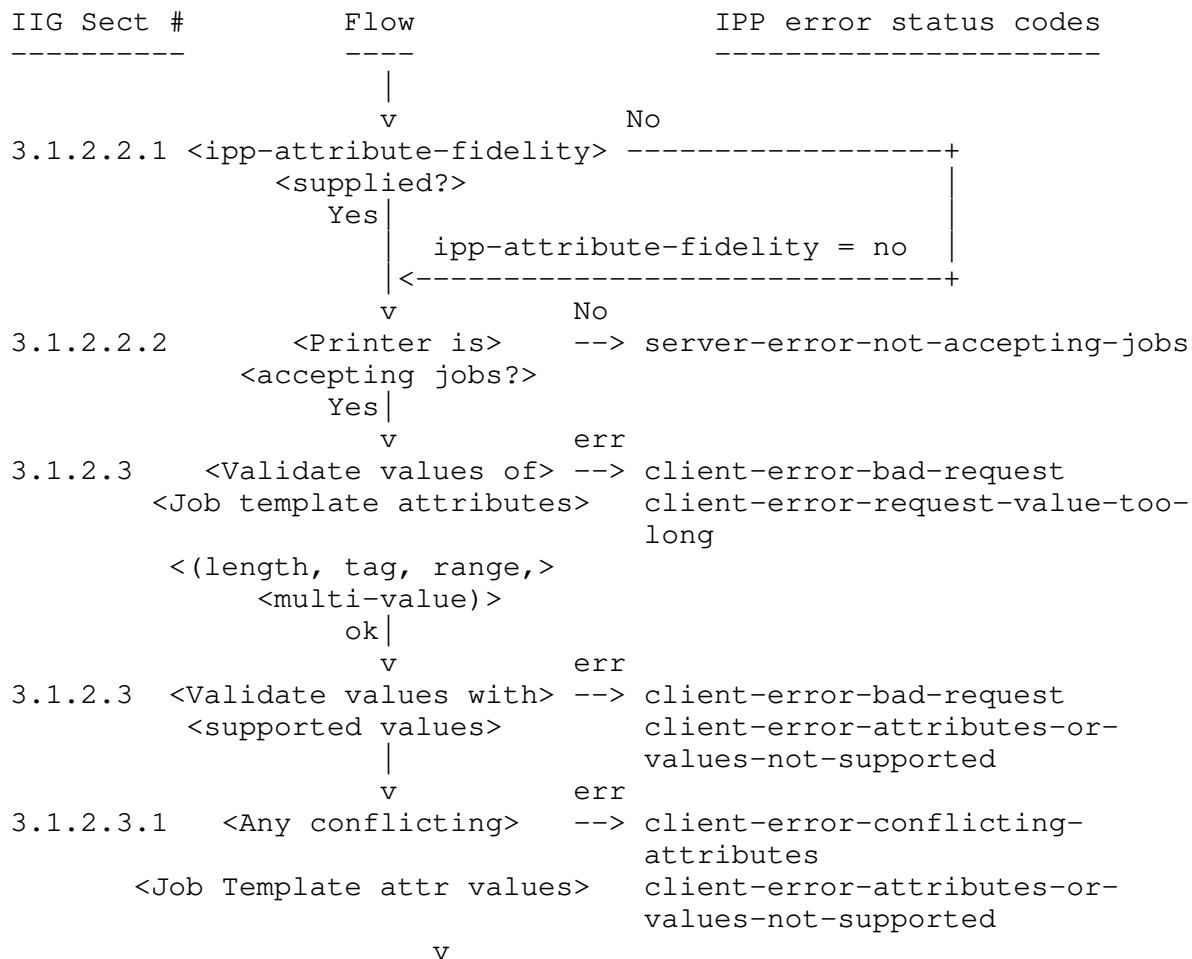 IIG Sect #           Flow                 IPP error status codes
----------           ----                 ----------------------
                       |
                       v             No
3.1.2.2.1 <ipp-attribute-fidelity> ------------------+
                <supplied?>                          |
                   Yes|                              |
                      |  ipp-attribute-fidelity = no |
                      |<------------------------------+
                      v          No
3.1.2.2.2       <Printer is>    --> server-error-not-accepting-jobs
             <accepting jobs?>
                  Yes|
                     v          err
3.1.2.3    <Validate values of> --> client-error-bad-request
        <Job template attributes>   client-error-request-value-too-
                                    long
         <(length, tag, range,>
              <multi-value)>
                   ok|
                     v          err
3.1.2.3  <Validate values with> --> client-error-bad-request
          <supported values>        client-error-attributes-or-
                     |              values-not-supported
                     v          err
3.1.2.3.1   <Any conflicting>   --> client-error-conflicting-
                                    attributes
       <Job Template attr values>   client-error-attributes-or-
                                    values-not-supported
                        v